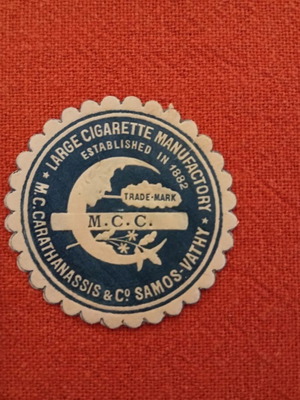 * LARGE CIGARETTE MANUFACTORY *
ESTABLISHED IN 1882
TRADE-MARK
M.C.C.
M.C. CARATHANASSIS & Cº SAMOS-VATHY